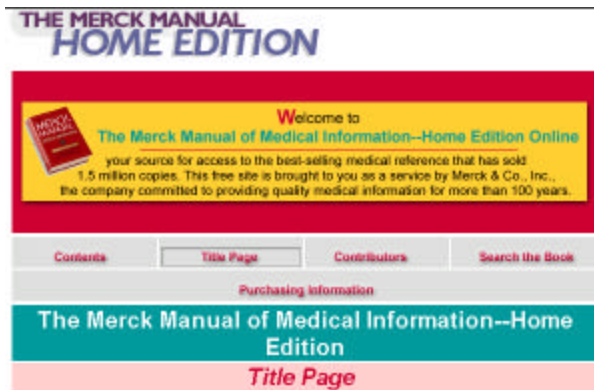 THE MERCK MANUAL
HOME EDITION
MERCK
MANUAL
Welcome to
The Merck Manual of Medical Information--Home Edition Online
your source for access to the best-selling medical reference that has sold
1.5 million copies. This free site is brought to you as a service by Merck & Co., Inc.,
the company committed to providing quality medical information for more than 100 years.
Contents Title Page Contributors Search the Book
Purchasing Information
The Merck Manual of Medical Information--Home
Edition
Title Page